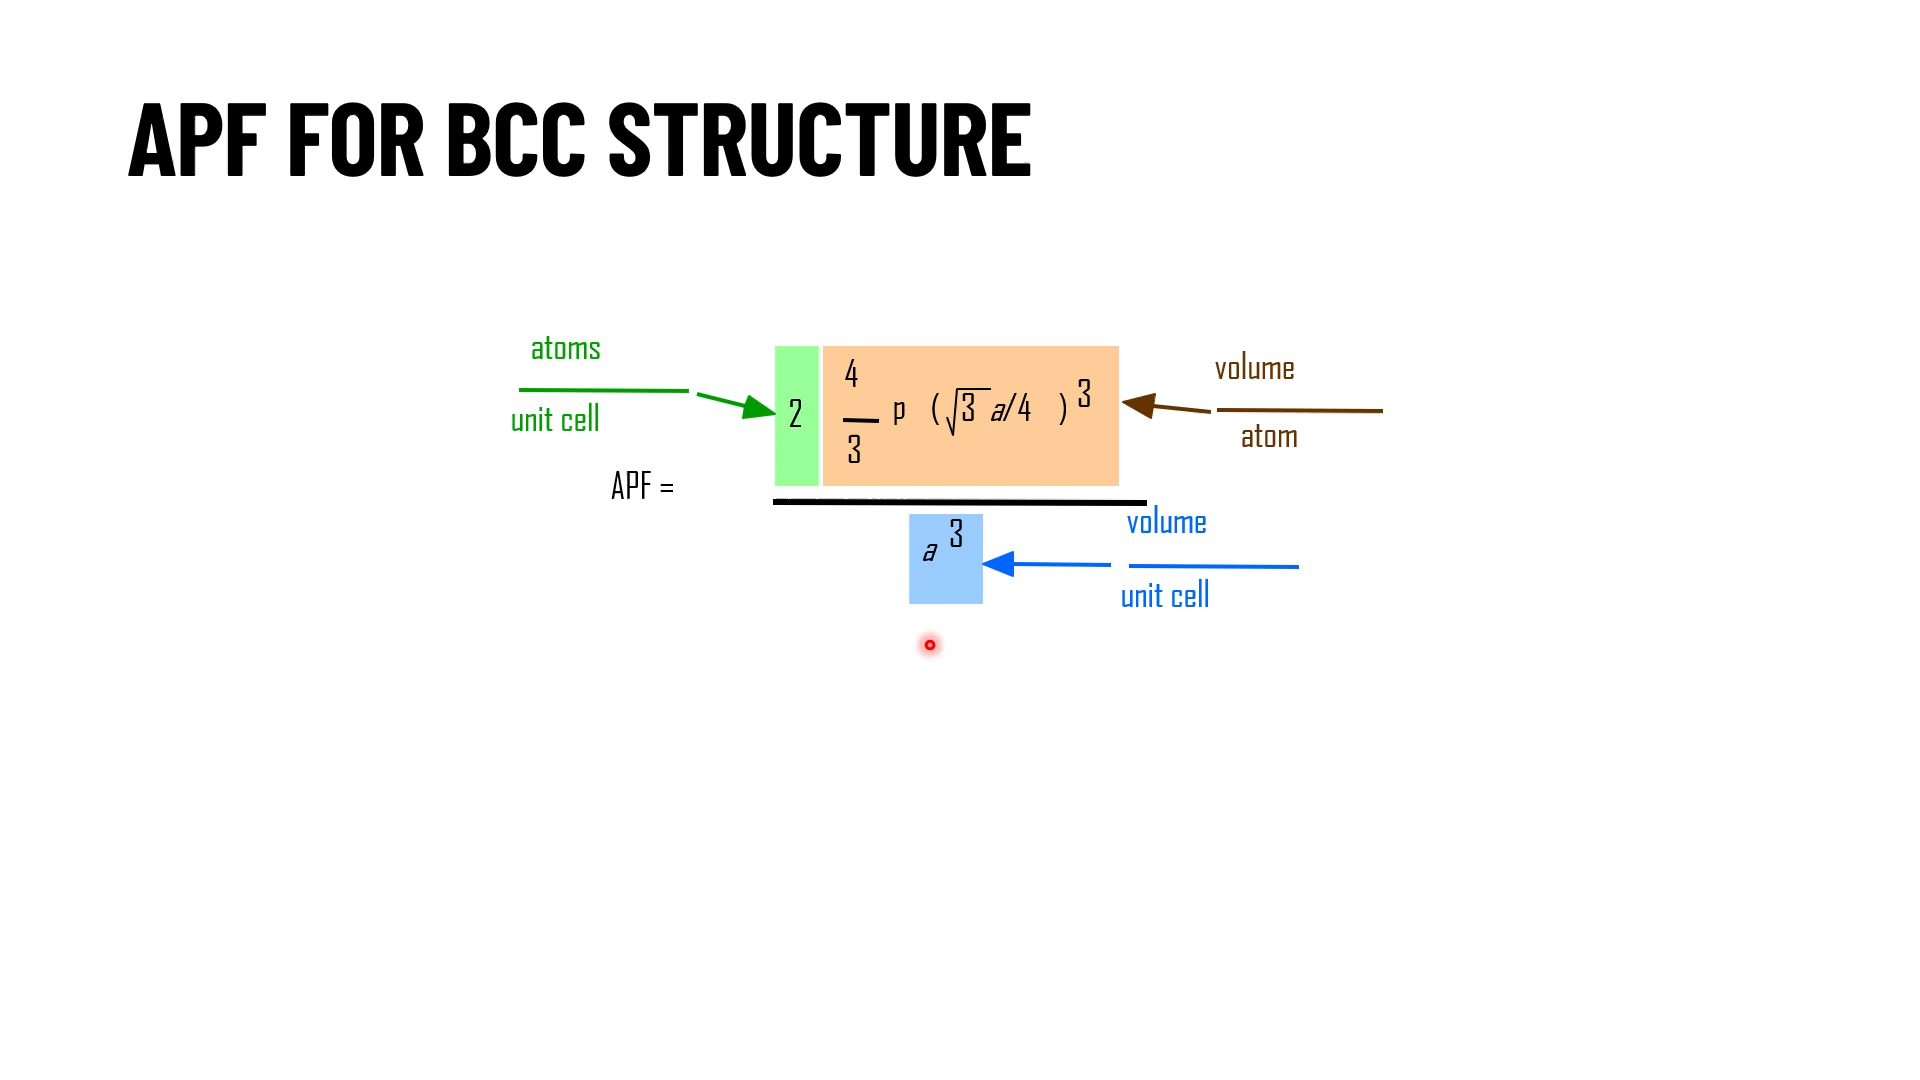 APF FOR BCC STRUCTURE
atoms
unit cell
2
4
3
p (√3 a/4 ) 3
volume
atom
APF =
a 3
volume
unit cell